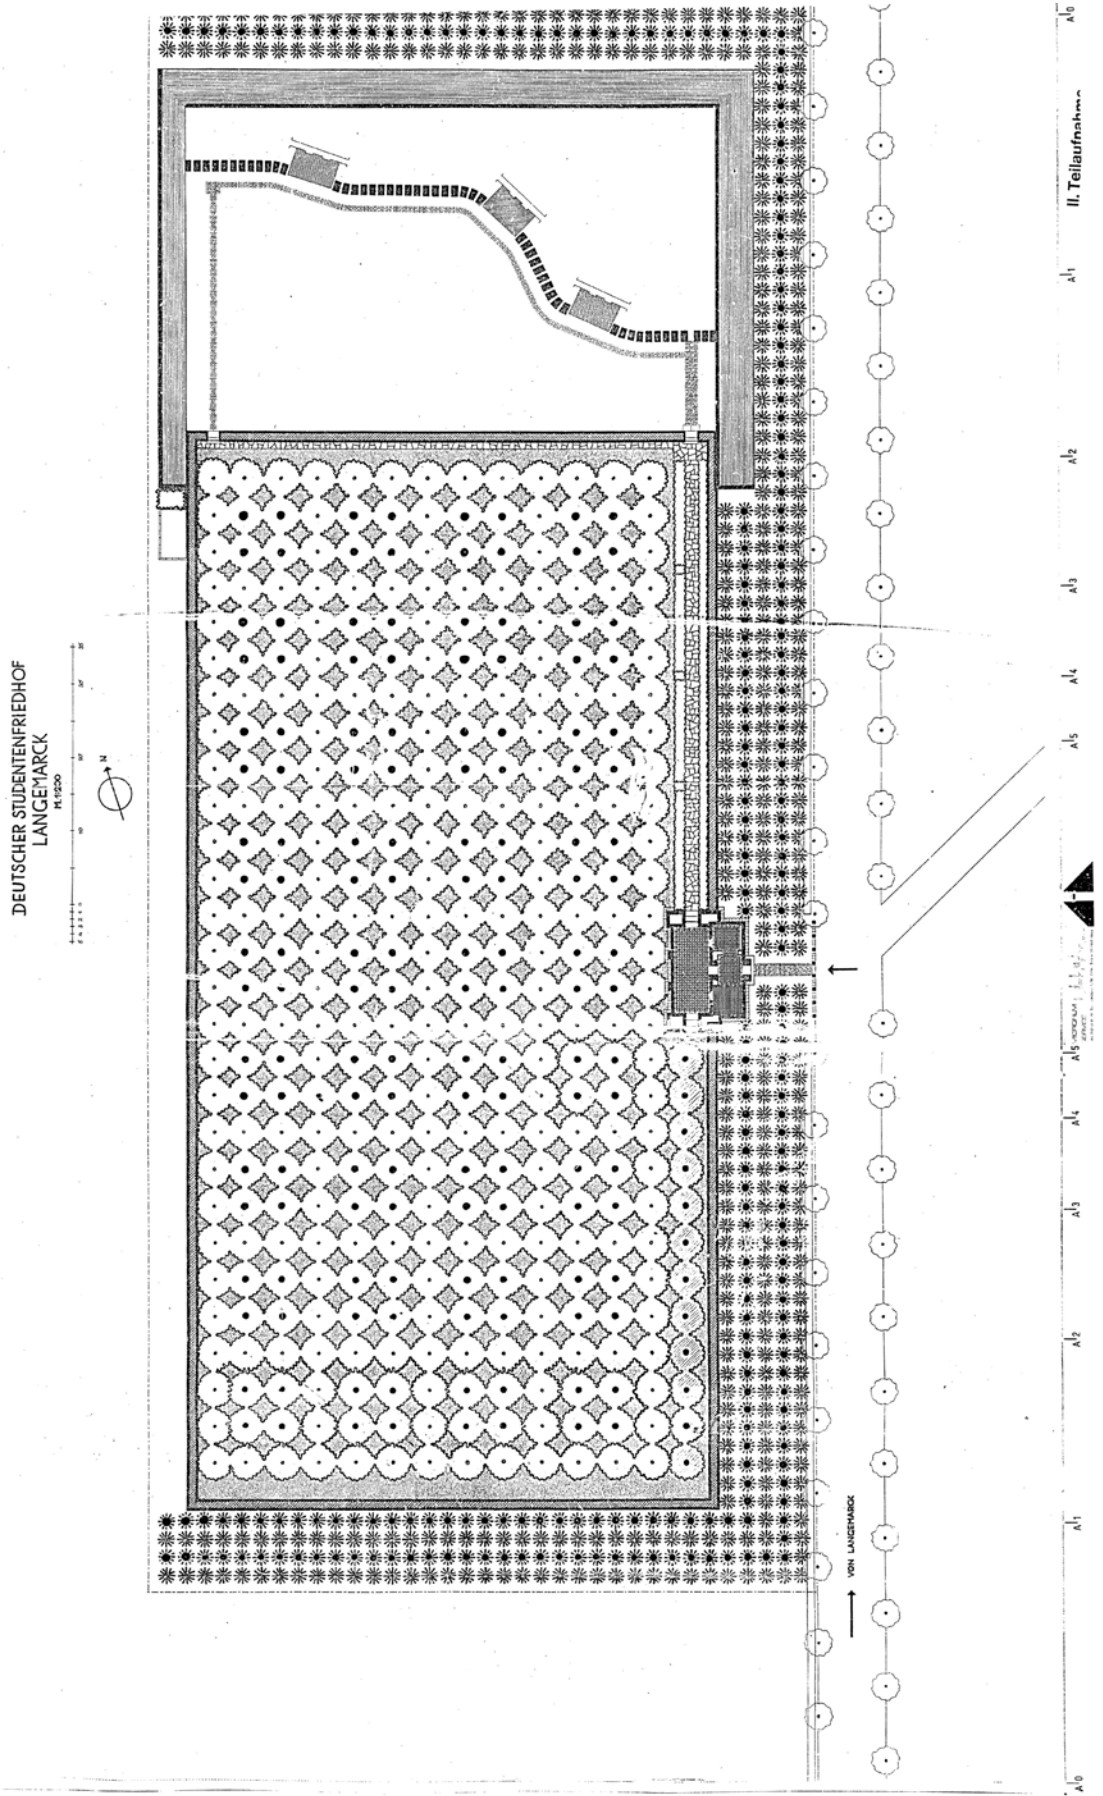 DEUTSCHER STUDENTENFRIEDHOF
LANGEMARCK
M. 1:200
N
VON LANGEMARCK
II. Teilaufnahme
A|0
A|1
A|2
A|3
A|4
A|5
A|5
A|4
A|3
A|2
A|1
A|0